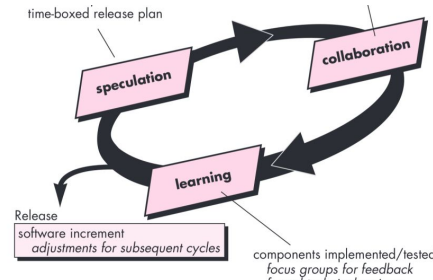 time-boxed release plan
speculation
collaboration
learning
Release
software increment
adjustments for subsequent cycles
components implemented/tested
focus groups for feedback